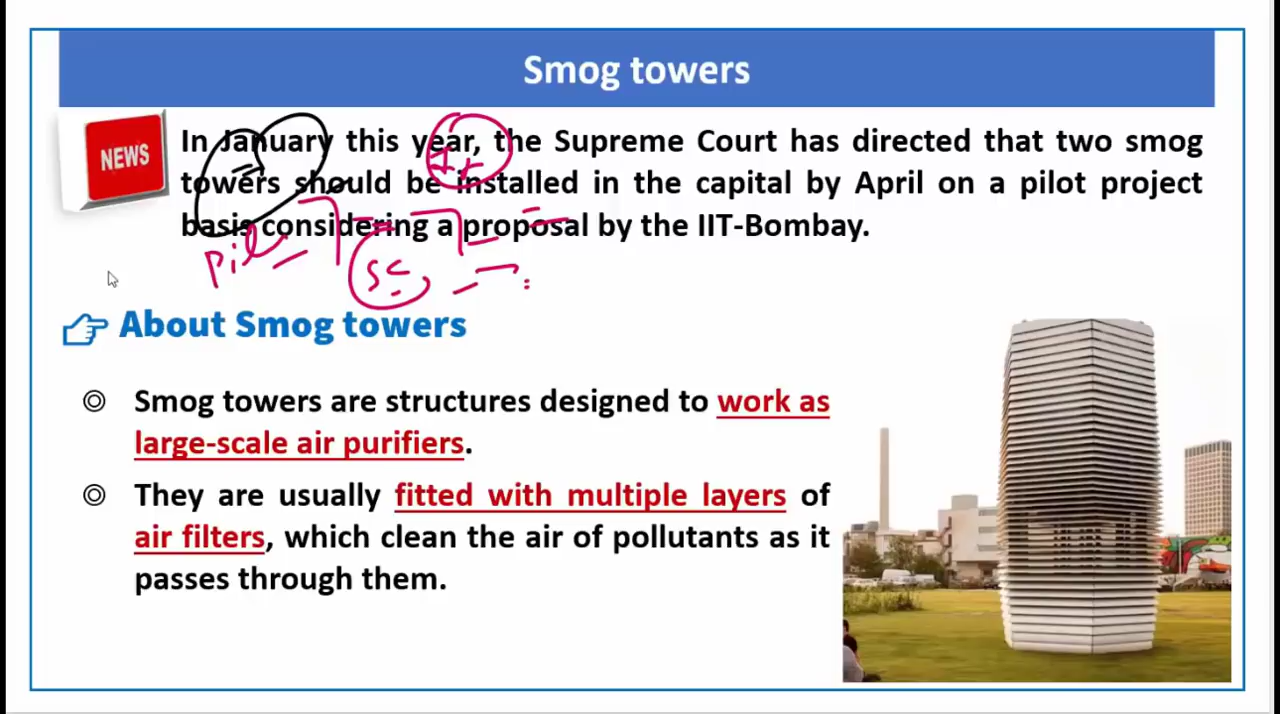 Smog towers
NEWS
In January this year, the Supreme Court has directed that two smog
towers should be installed in the capital by April on a pilot project
basis considering a proposal by the IIT-Bombay.
SC
About Smog towers
Smog towers are structures designed to work as
large-scale air purifiers.
They are usually fitted with multiple layers of
air filters, which clean the air of pollutants as it
passes through them.